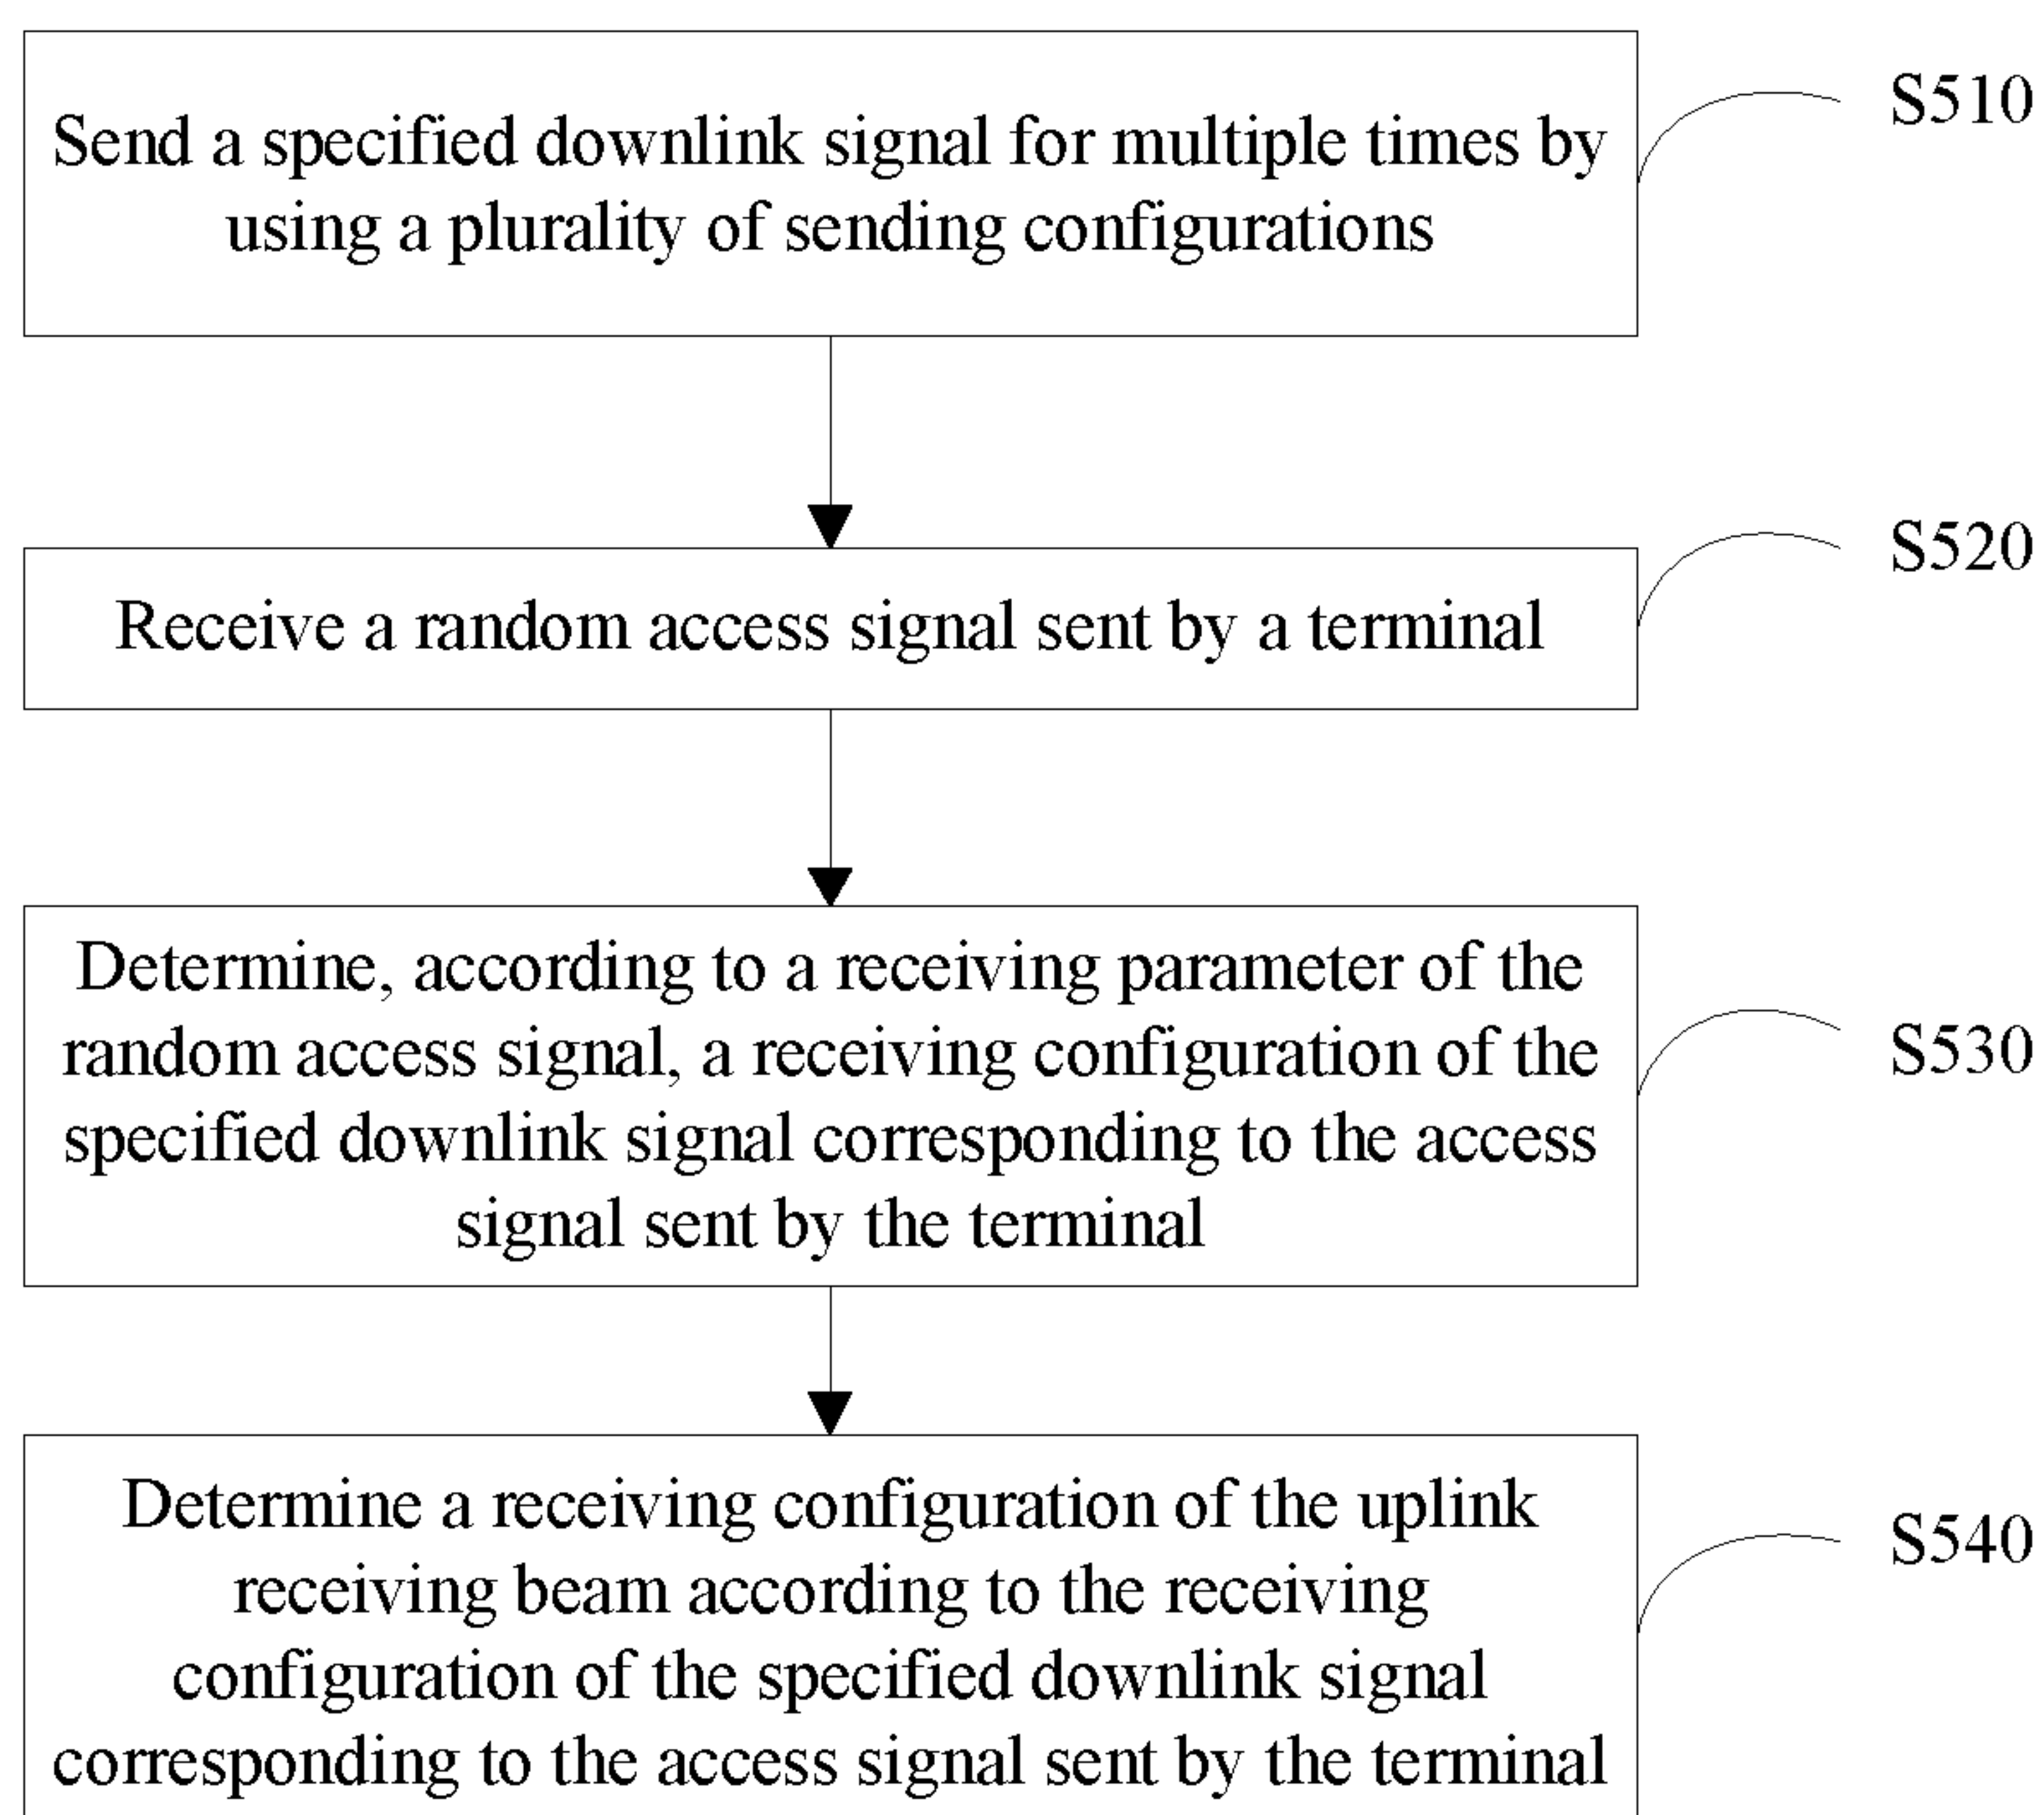 Send a specified downlink signal for multiple times by
using a plurality of sending configurations
S510
Receive a random access signal sent by a terminal
S520
Determine, according to a receiving parameter of the
random access signal, a receiving configuration of the
specified downlink signal corresponding to the access
signal sent by the terminal
S530
Determine a receiving configuration of the uplink
receiving beam according to the receiving
configuration of the specified downlink signal
corresponding to the access signal sent by the terminal
S540